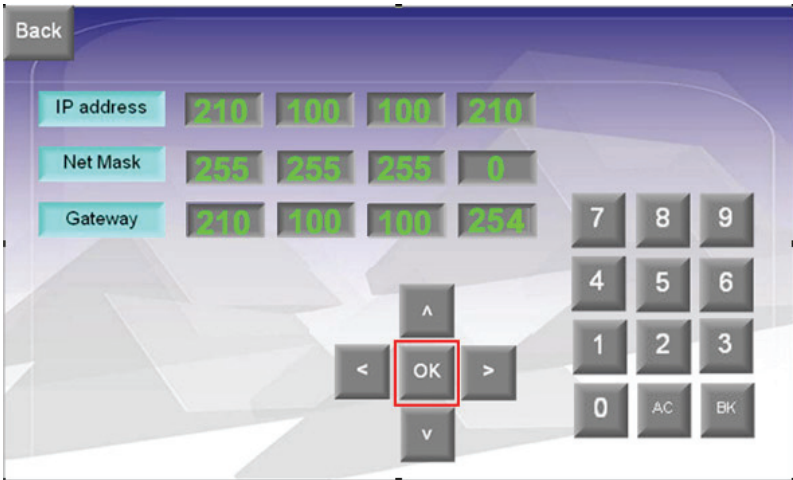 Back
IP address 210 100 100 210
Net Mask 255 255 255 0
Gateway 210 100 100 254
7 8 9
4 5 6
^
< OK >
1 2 3
0 AC BK
v